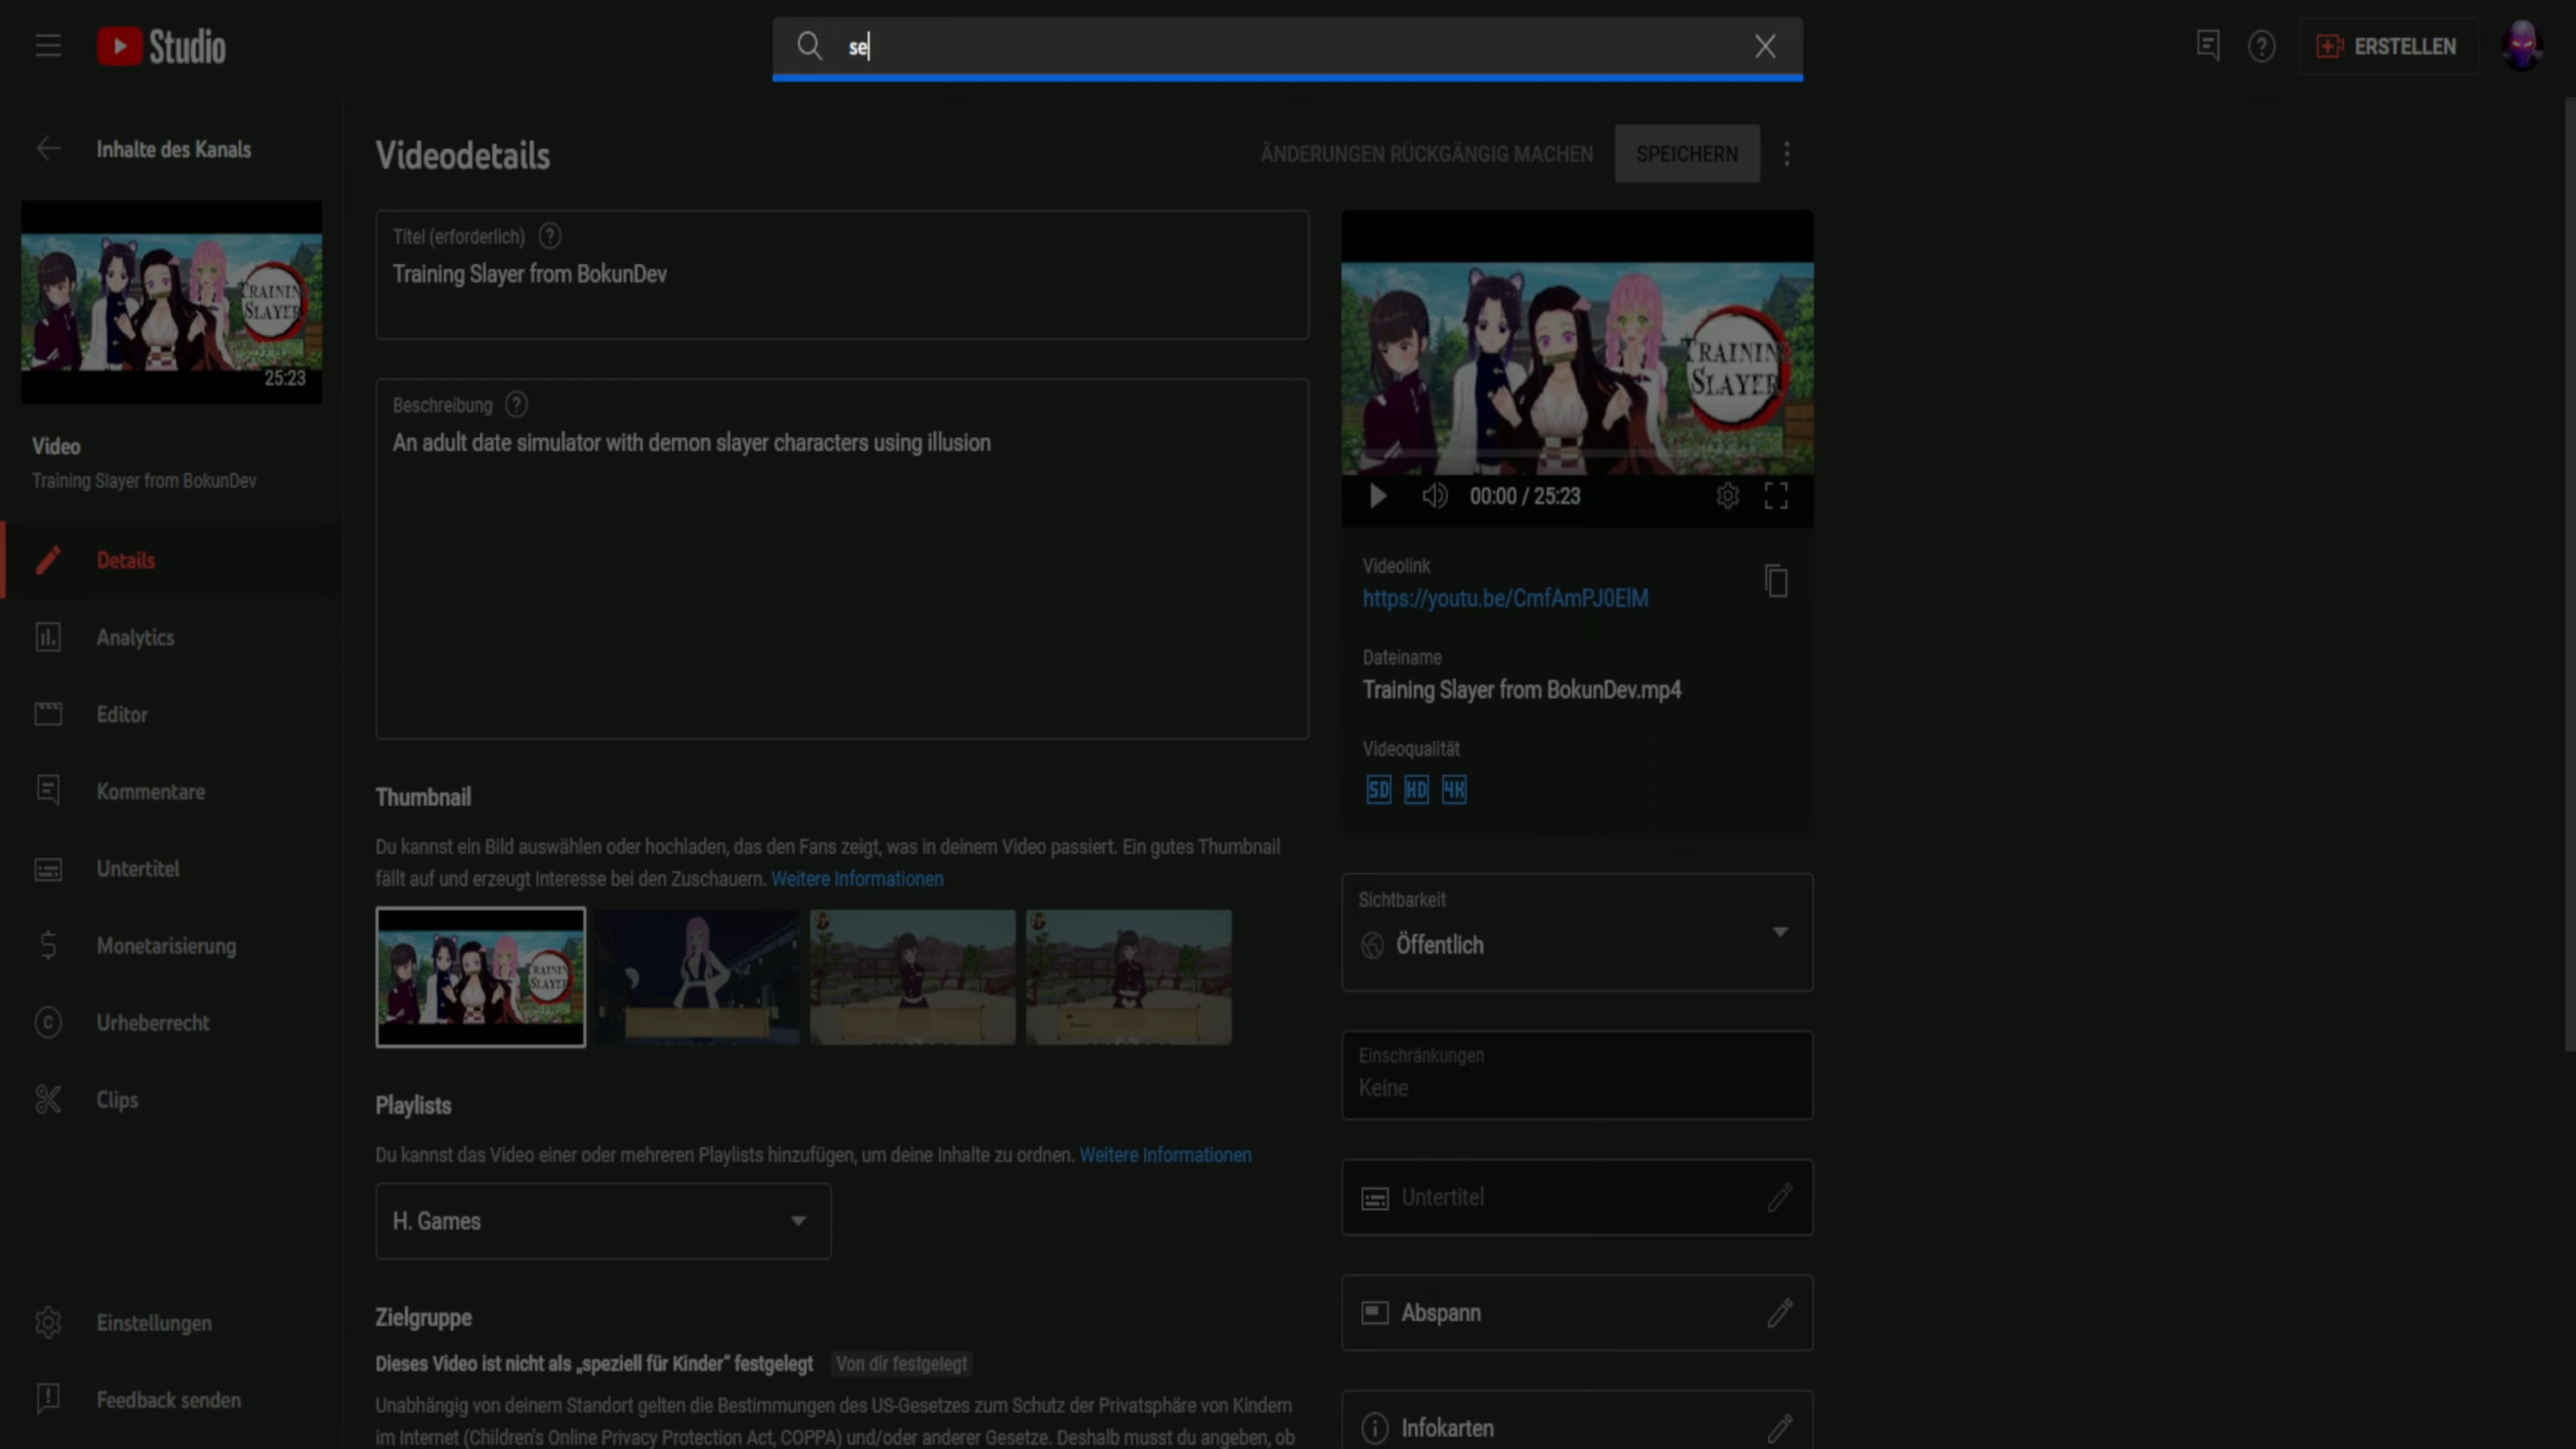 Studio
se
ERSTELLEN
Inhalte des Kanals
TRAINING
SLAYER
25:23
Video
Training Slayer from BokunDev
Details
Analytics
Editor
Kommentare
Untertitel
Monetarisierung
Urheberrecht
Clips
Einstellungen
Feedback senden
Videodetails
ÄNDERUNGEN RÜCKGÄNGIG MACHEN
SPEICHERN
Titel (erforderlich)
Training Slayer from BokunDev
Beschreibung
An adult date simulator with demon slayer characters using illusion
Thumbnail
Du kannst ein Bild auswählen oder hochladen, das den Fans zeigt, was in deinem Video passiert. Ein gutes Thumbnail
fällt auf und erzeugt Interesse bei den Zuschauern. Weitere Informationen
TRAINING
SLAYER
Playlists
Du kannst das Video einer oder mehreren Playlists hinzufügen, um deine Inhalte zu ordnen. Weitere Informationen
H. Games
Zielgruppe
Dieses Video ist nicht als „speziell für Kinder“ festgelegt Von dir festgelegt
Unabhängig von deinem Standort gelten die Bestimmungen des US-Gesetzes zum Schutz der Privatsphäre von Kindern
im Internet (Children's Online Privacy Protection Act, COPPA) und/oder anderer Gesetze. Deshalb musst du angeben, ob
TRAINING
SLAYER
00:00 / 25:23
Videolink
https://youtu.be/CmfAmPJ0ElM
Dateiname
Training Slayer from BokunDev.mp4
Videoqualität
SD HD 4K
Sichtbarkeit
Öffentlich
Einschränkungen
Keine
Untertitel
Abspann
Infokarten